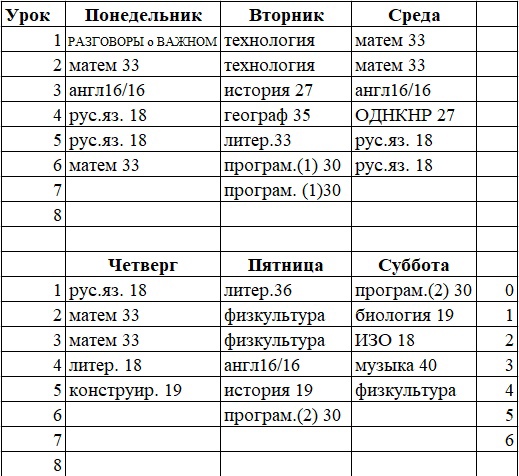 Урок Понедельник Вторник Среда
1 РАЗГОВОРЫ о ВАЖНОМ технология матем 33
2 матем 33 технология матем 33
3 англ16/16 история 27 англ16/16
4 рус.яз. 18 географ 35 ОДНКНР 27
5 рус.яз. 18 литер.33 рус.яз. 18
6 матем 33 програм.(1) 30 рус.яз. 18
7 програм. (1)30
8
Четверг Пятница Суббота
1 рус.яз. 18 литер.36 програм.(2) 30 0
2 матем 33 физкультура биология 19 1
3 матем 33 физкультура ИЗО 18 2
4 литер. 18 англ16/16 музыка 40 3
5 конструир. 19 история 19 физкультура 4
6 програм.(2) 30 5
7 6
8